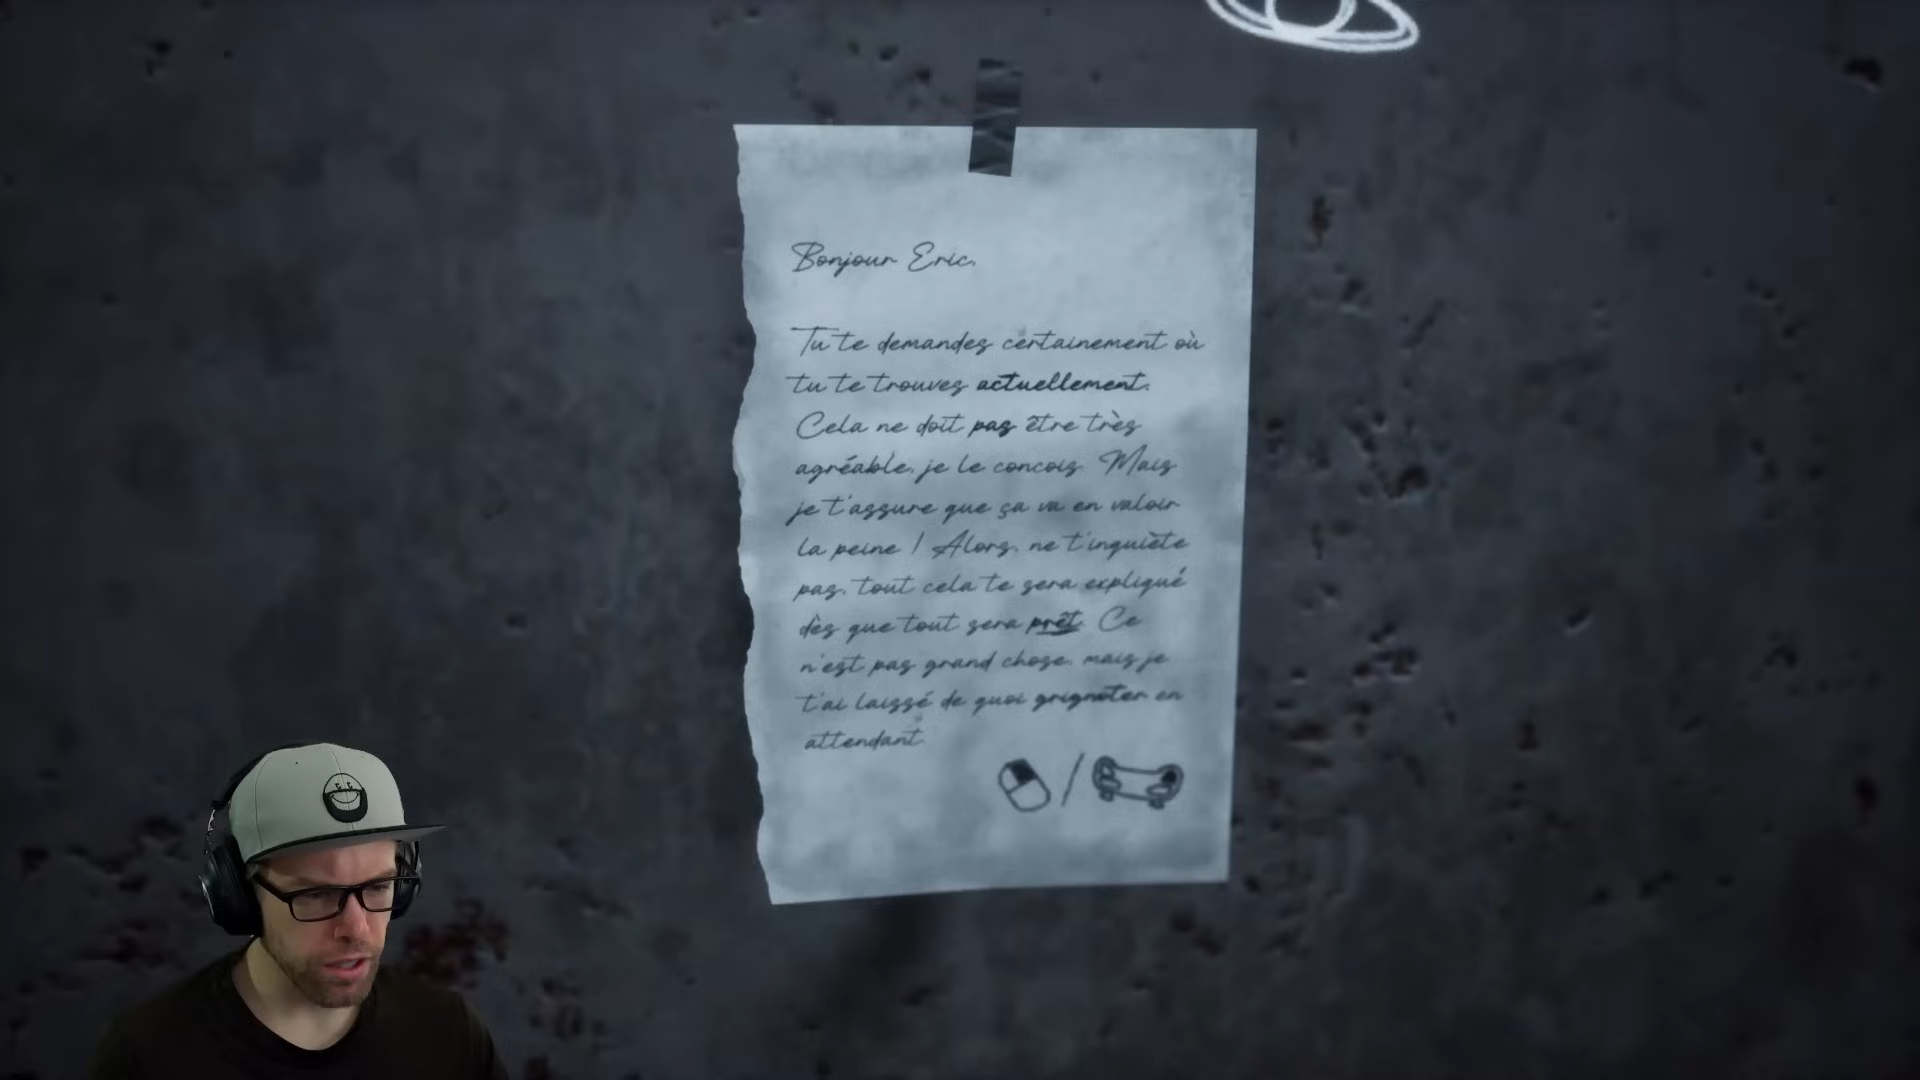 Bonjour Eric,
Tu te demandes certainement où
tu te trouves actuellement.
Cela ne doit pas être très
agréable, je le concois. Mais
je t'assure que ça va en valoir
la peine ! Alors, ne t'inquiète
pas, tout cela te sera expliqué
dès que tout sera prêt. Ce
n'est pas grand chose, mais je
t'ai laissé de quoi grignoter en
attendant.